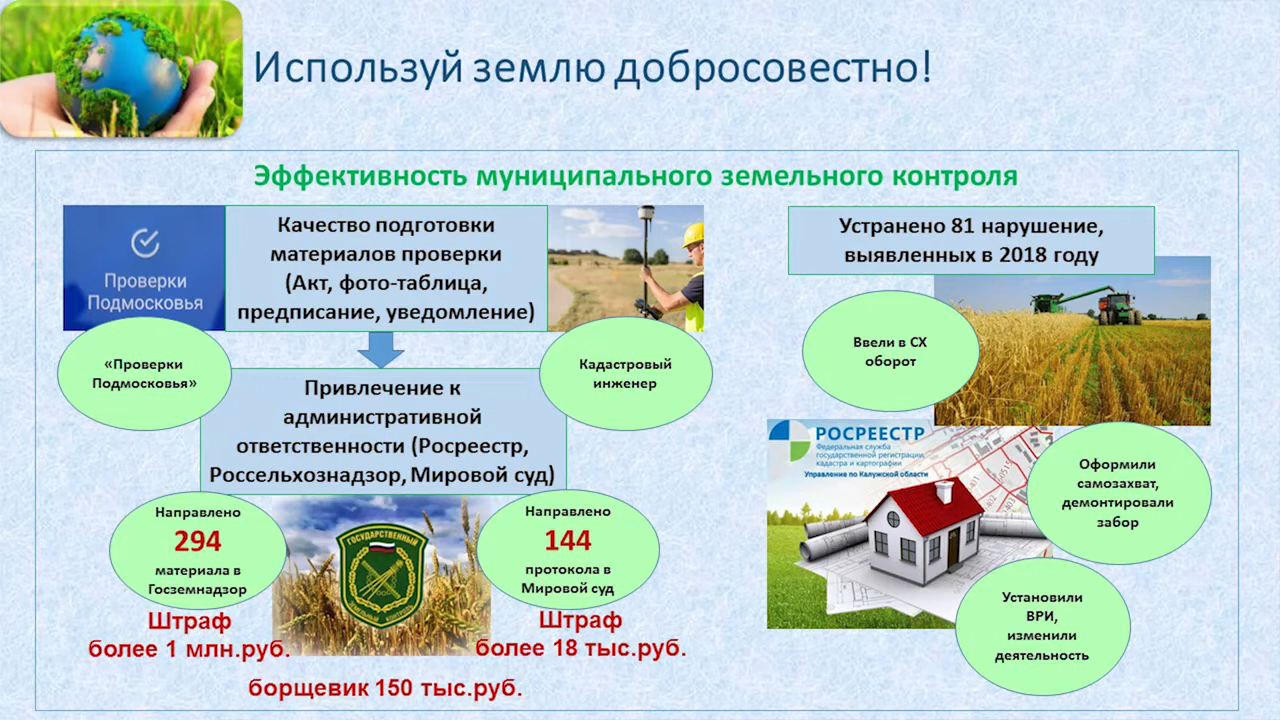 Используй землю добросовестно!
Эффективность муниципального земельного контроля
Проверки
Подмосковья
Качество подготовки
материалов проверки
(Акт, фото-таблица,
предписание, уведомление)
«Проверки
Подмосковья»
Кадастровый
инженер
Привлечение к
административной
ответственности (Росреестр,
Россельхознадзор, Мировой суд)
Направлено
294
материала в
Госземнадзор
Штраф
более 1 млн.руб.
ГОСУДАРСТВЕННЫЙ
ЗЕМЕЛЬНЫЙ КОНТРОЛЬ
Направлено
144
протокола в
Мировой суд
Штраф
более 18 тыс.руб.
борщевик 150 тыс.руб.
Устранено 81 нарушение,
выявленных в 2018 году
Ввели в СХ
оборот
РОСРЕЕСТР
Федеральная служба
государственной регистрации,
кадастра и картографии
Управление по Калужской области
Оформили
самозахват,
демонтировали
забор
Установили
ВРИ,
изменили
деятельность